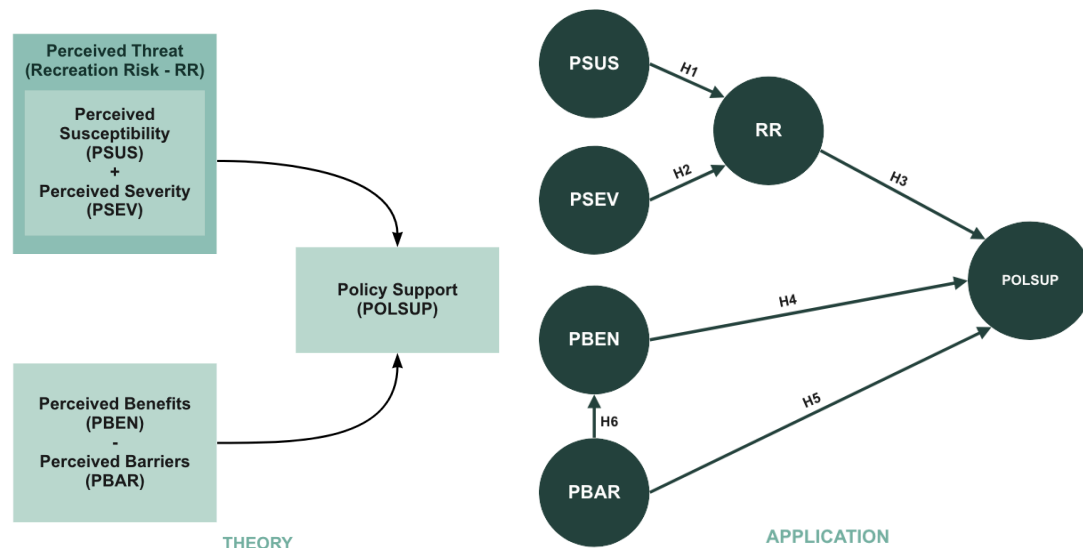 Perceived Threat
(Recreation Risk - RR)
Perceived
Susceptibility
(PSUS)
+
Perceived Severity
(PSEV)
Policy Support
(POLSUP)
Perceived Benefits
(PBEN)
-
Perceived Barriers
(PBAR)
THEORY
PSUS
H1
RR
PSEV
H2
H3
POLSUP
PBEN
H4
H5
H6
PBAR
APPLICATION